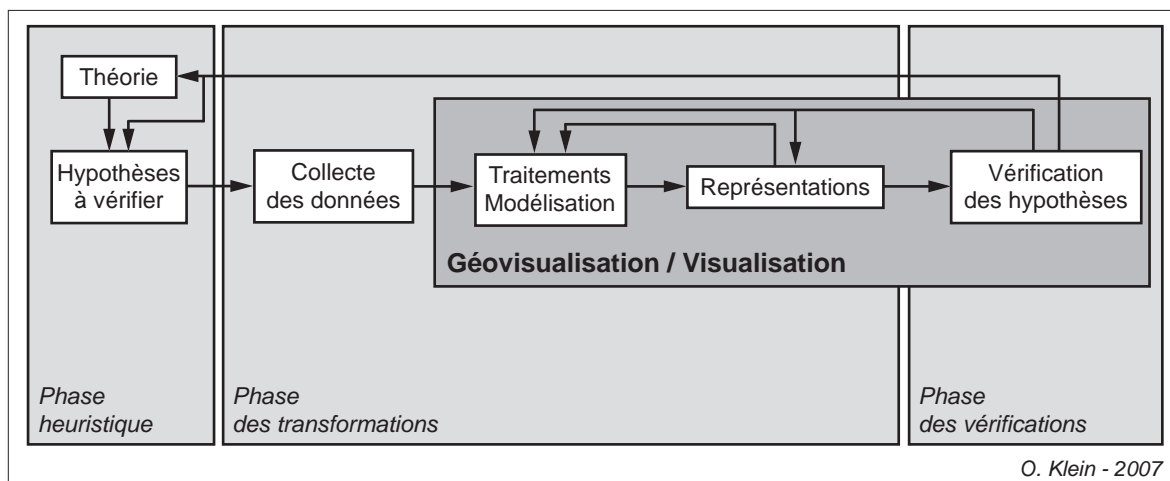 Théorie
Hypothèses
à vérifier
Collecte
des données
Traitements
Modélisation
Représentations
Vérification
des hypothèses
Géovisualisation / Visualisation
Phase
heuristique
Phase
des transformations
Phase
des vérifications
O. Klein - 2007